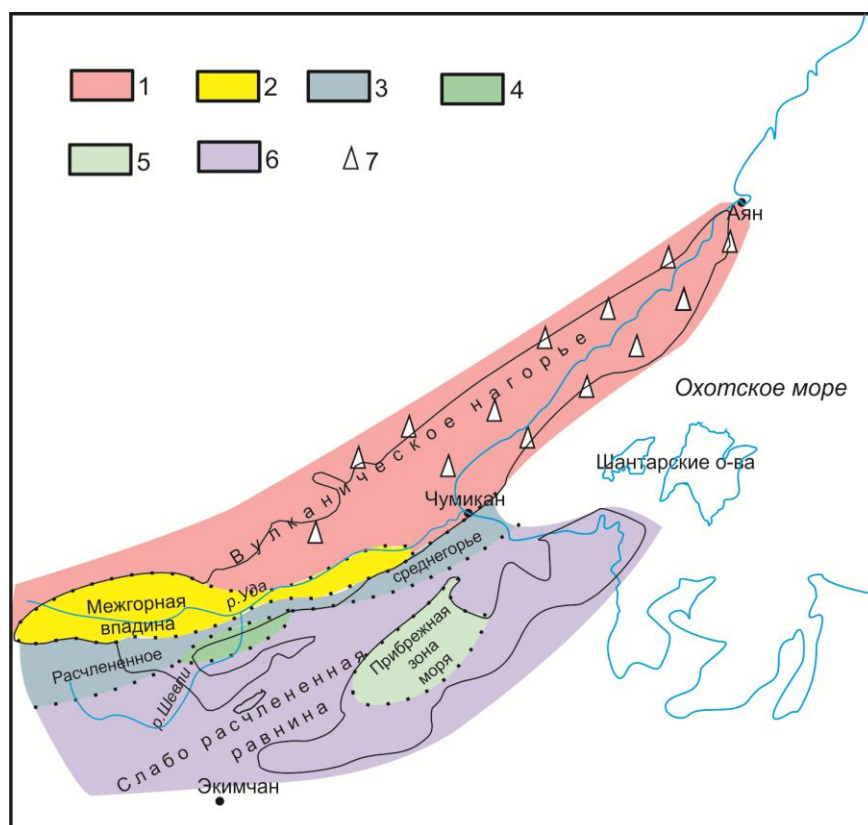 1
2
3
4
5
6
7
Аян
Охотское море
Шантарские о-ва
Вулканическое нагорье
Чумикан
среднегорье
р.Уда
Межгорная
впадина
Расчлененное
р.Шевли
Прибрежная
зона
моря
Слабо расчлененная
равнина
Экимчан